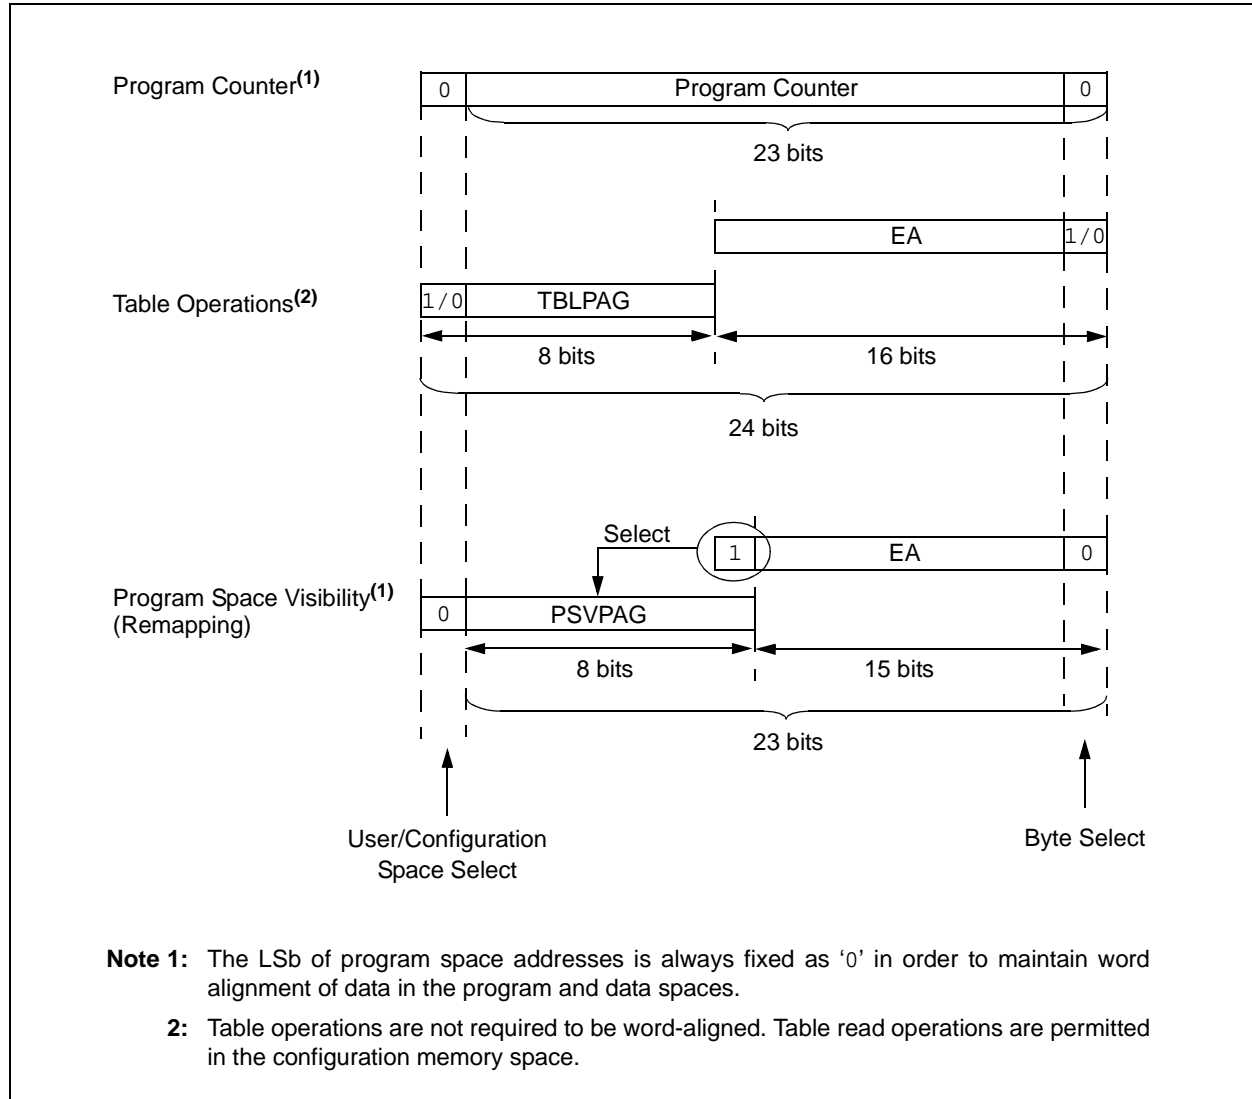 Program Counter(1)
0
Program Counter
0
23 bits
EA
1/0
Table Operations(2)
1/0
TBLPAG
8 bits
16 bits
24 bits
Select
1
EA
0
Program Space Visibility(1)
(Remapping)
0
PSVPAG
8 bits
15 bits
23 bits
User/Configuration
Space Select
Byte Select
Note 1: The LSb of program space addresses is always fixed as ‘0’ in order to maintain word
alignment of data in the program and data spaces.
2: Table operations are not required to be word-aligned. Table read operations are permitted
in the configuration memory space.